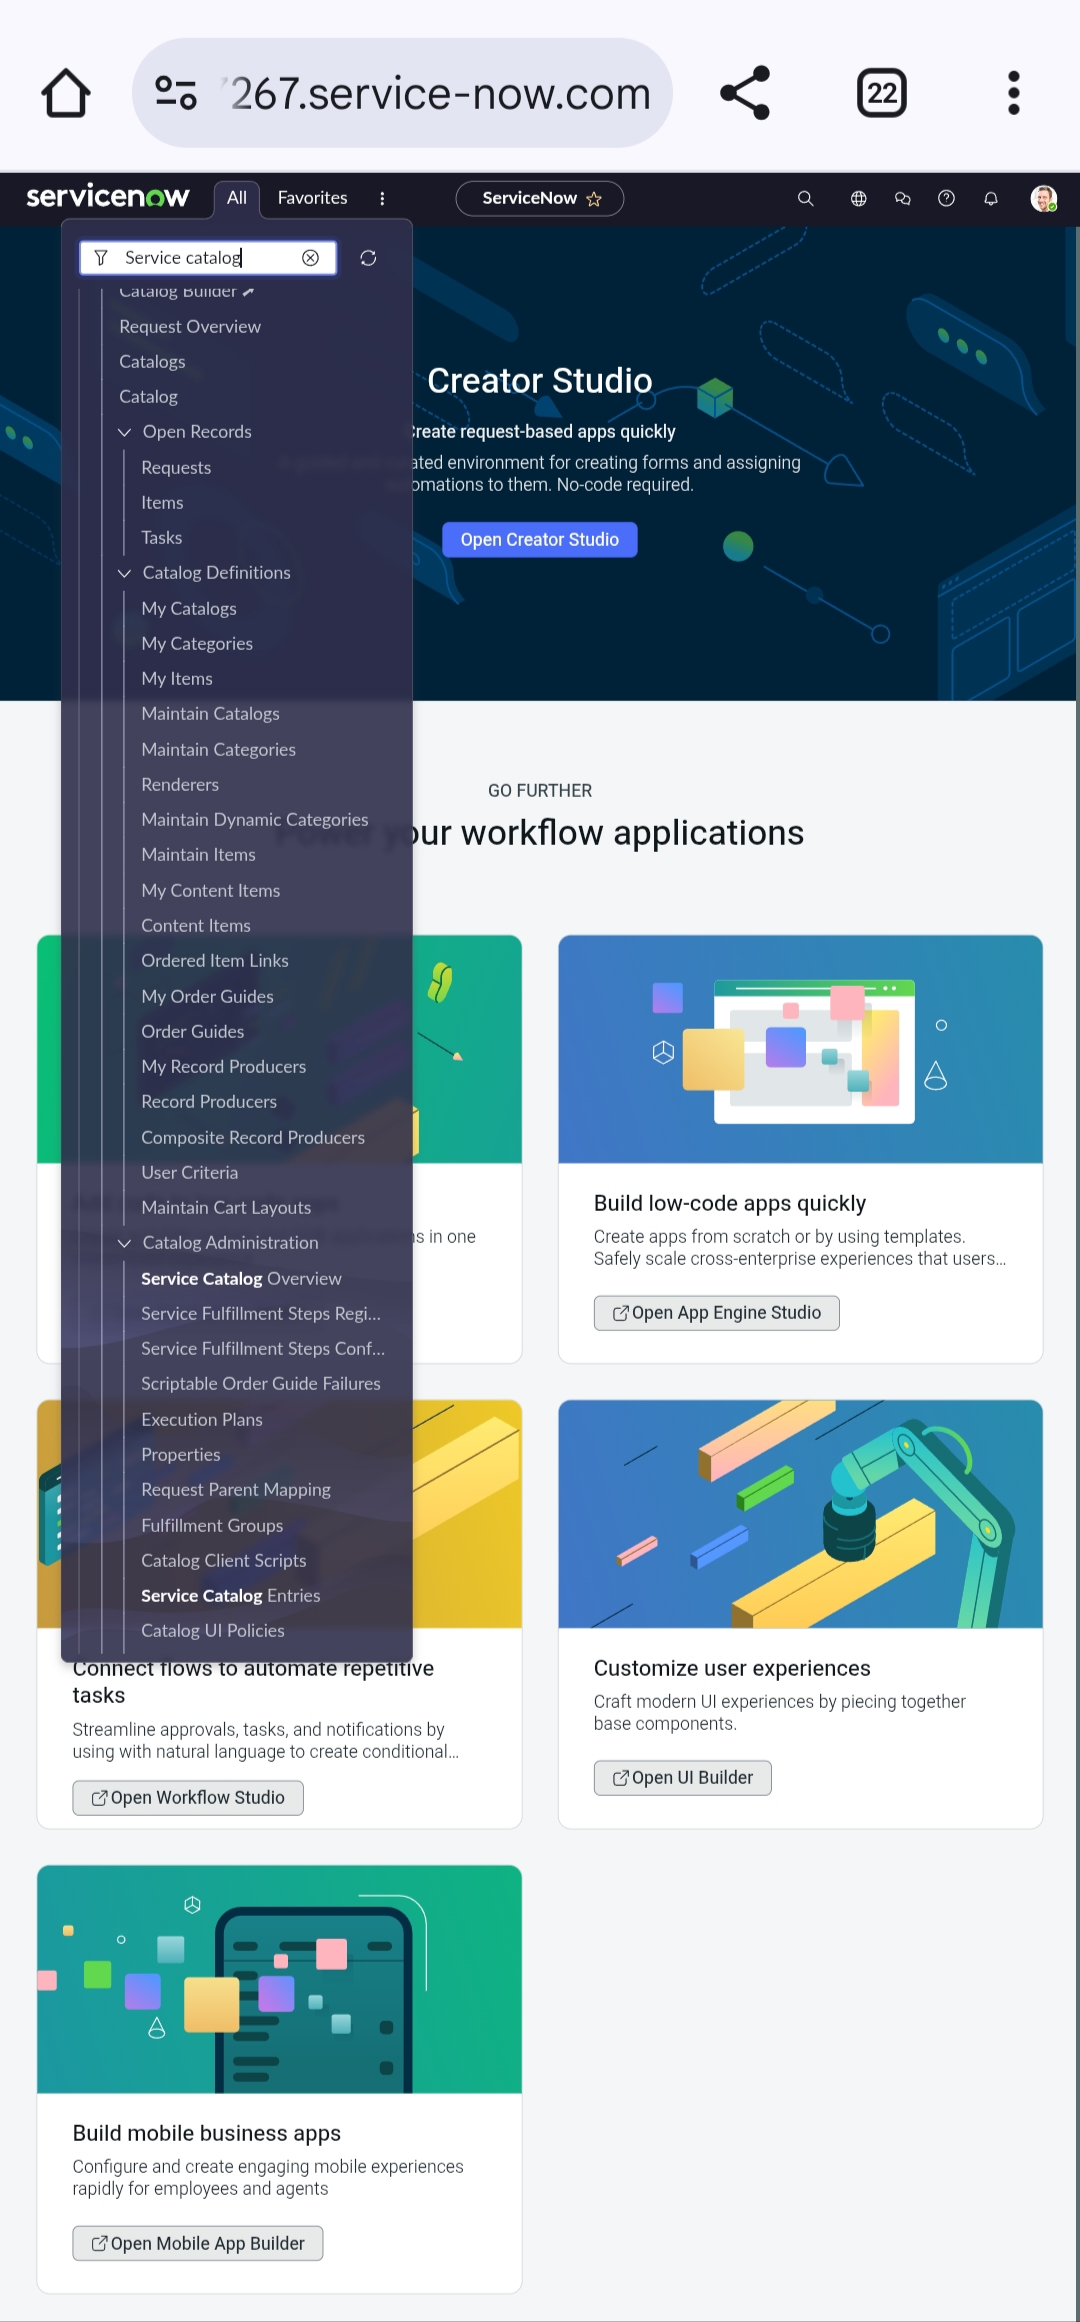 267.service-now.com
22
servicenow
All
Favorites
ServiceNow
Service catalog
Catalog Builder
Request Overview
Catalogs
Catalog
Open Records
Requests
Items
Tasks
Catalog Definitions
My Catalogs
My Categories
My Items
Maintain Catalogs
Maintain Categories
Renderers
Maintain Dynamic Categories
Maintain Items
My Content Items
Content Items
Ordered Item Links
My Order Guides
Order Guides
My Record Producers
Record Producers
Composite Record Producers
User Criteria
Maintain Cart Layouts
Catalog Administration
Service Catalog Overview
Service Fulfillment Steps Regi...
Service Fulfillment Steps Conf...
Scriptable Order Guide Failures
Execution Plans
Properties
Request Parent Mapping
Fulfillment Groups
Catalog Client Scripts
Service Catalog Entries
Catalog UI Policies
Creator Studio
Create request-based apps quickly
environment for creating forms and assigning
to them. No-code required.
Open Creator Studio
GO FURTHER
Power your workflow applications
in one
Build low-code apps quickly
Create apps from scratch or by using templates.
Safely scale cross-enterprise experiences that users...
Open App Engine Studio
Connect flows to automate repetitive
tasks
Streamline approvals, tasks, and notifications by
using with natural language to create conditional...
Open Workflow Studio
Customize user experiences
Craft modern UI experiences by piecing together
base components.
Open UI Builder
Build mobile business apps
Configure and create engaging mobile experiences
rapidly for employees and agents
Open Mobile App Builder